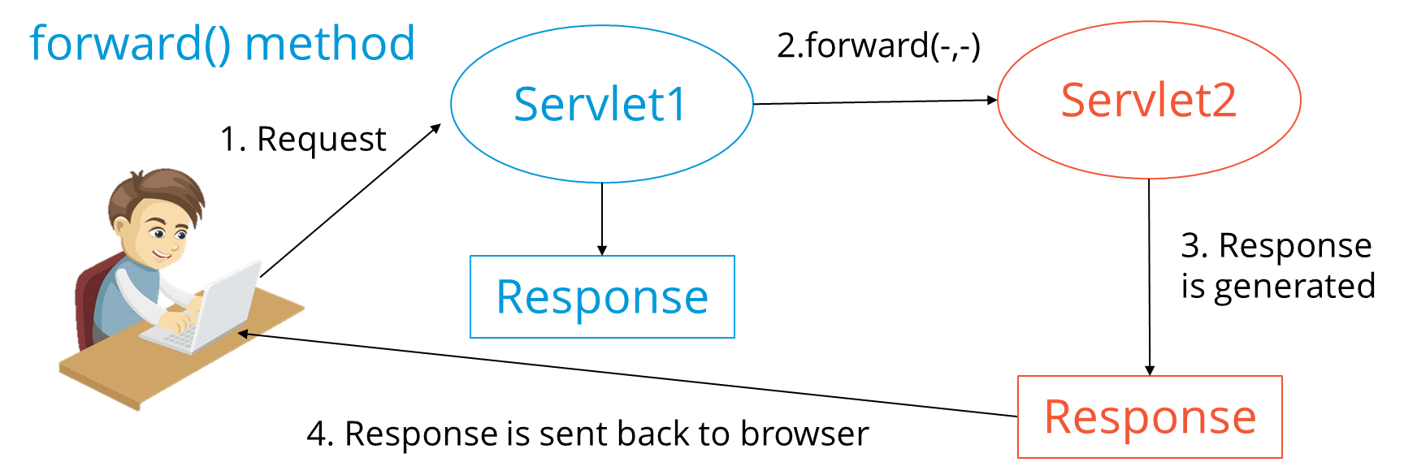 forward() method
1. Request
Servlet1
2.forward(-,-)
Servlet2
Response
3. Response
is generated
Response
4. Response is sent back to browser